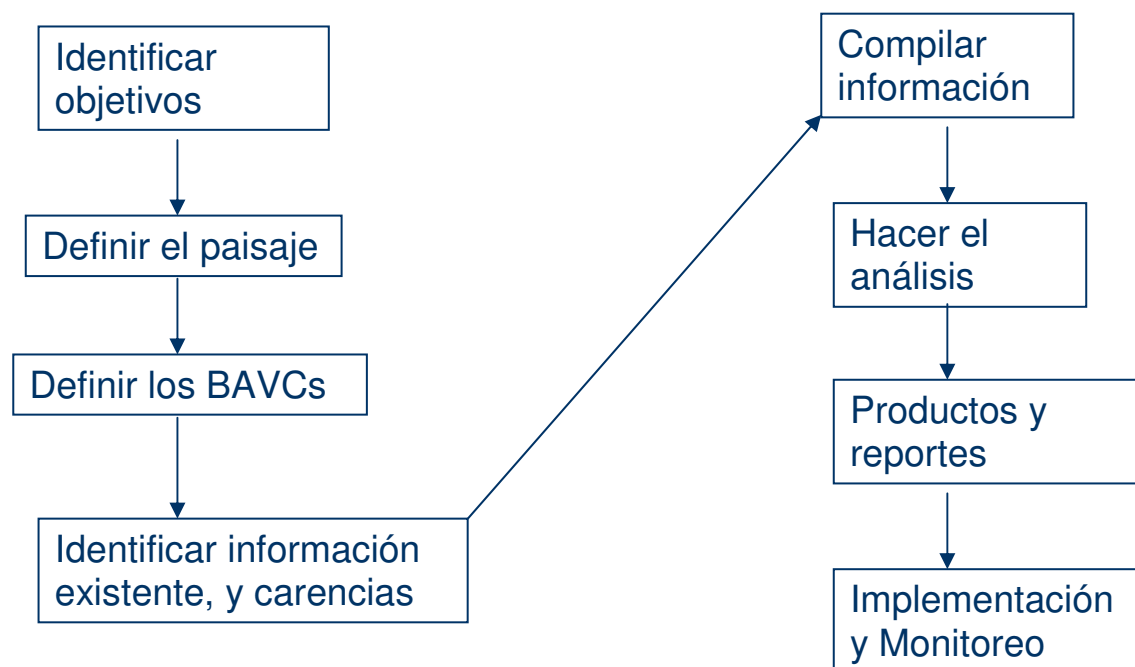 Identificar
objetivos
Definir el paisaje
Definir los BAVCs
Identificar información
existente, y carencias
Compilar
información
Hacer el
análisis
Productos y
reportes
Implementación
y Monitoreo